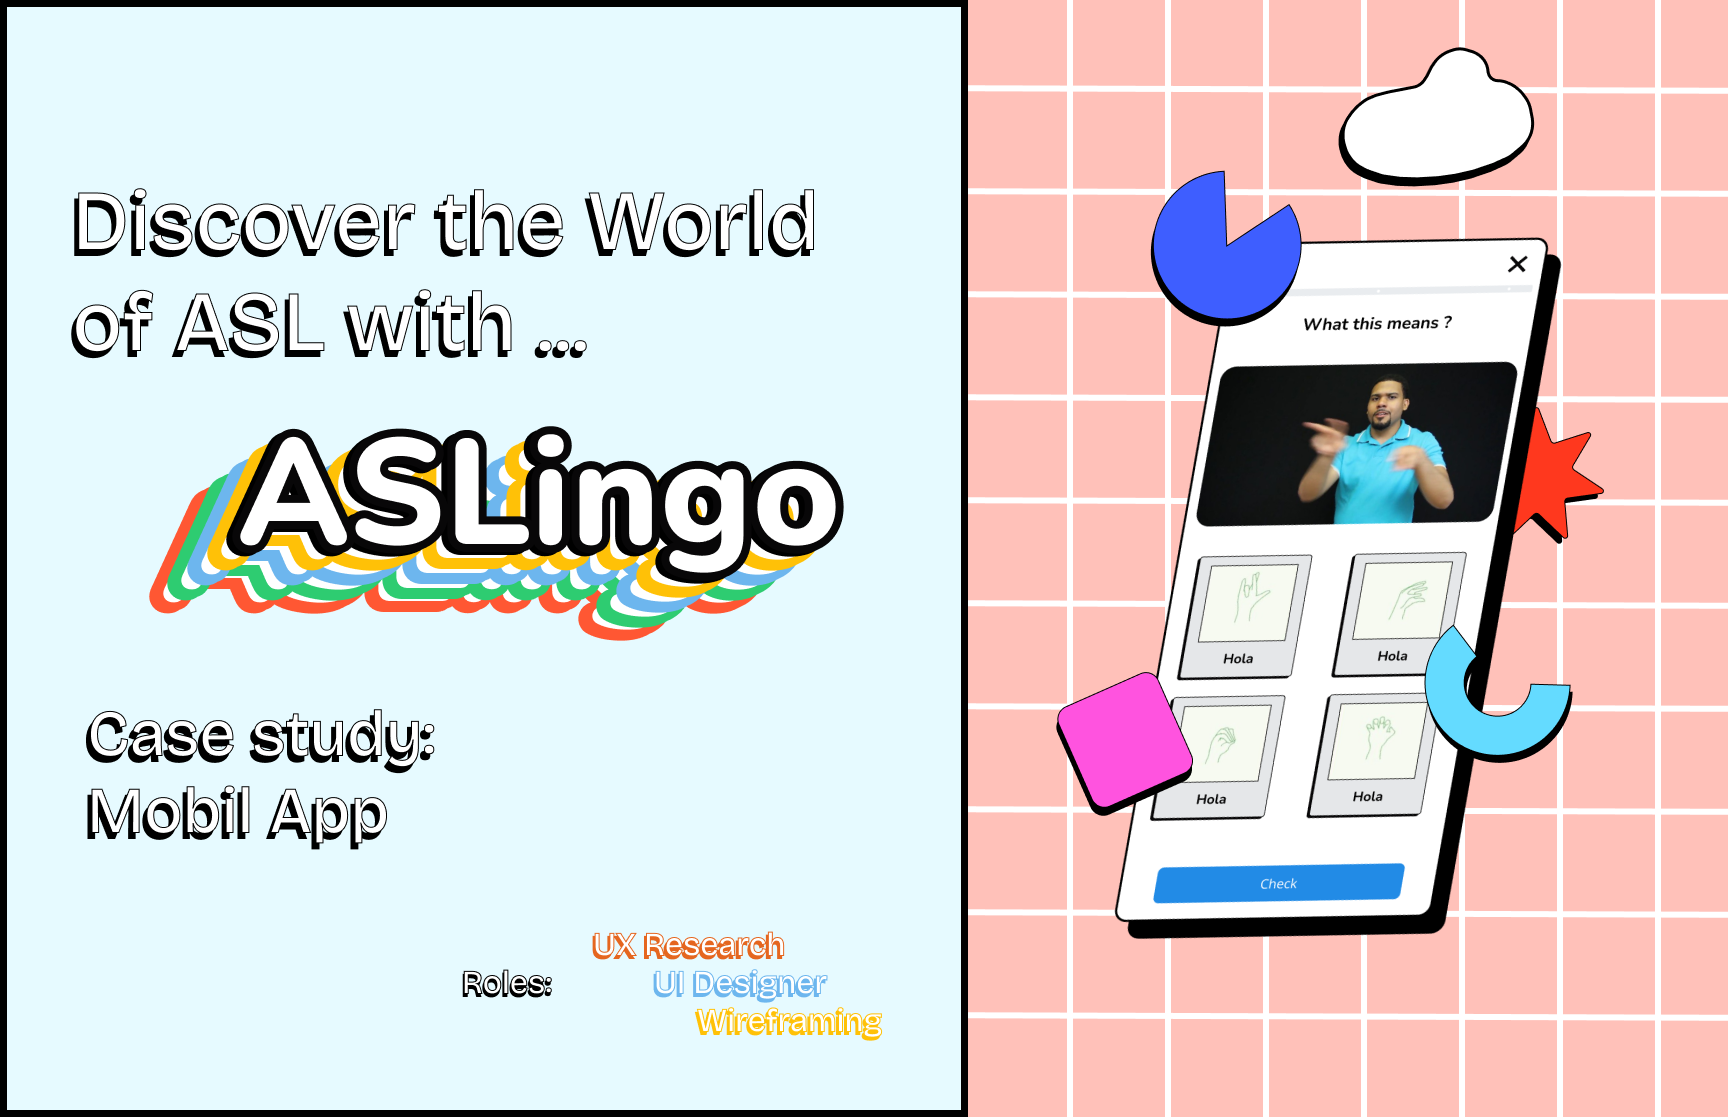 Discover the World
of ASL with ...
ASLingo
Case study:
Mobil App
Roles:
UX Research
UI Designer
Wireframing
What this means ?
Hola
Hola
Hola
Hola
Check